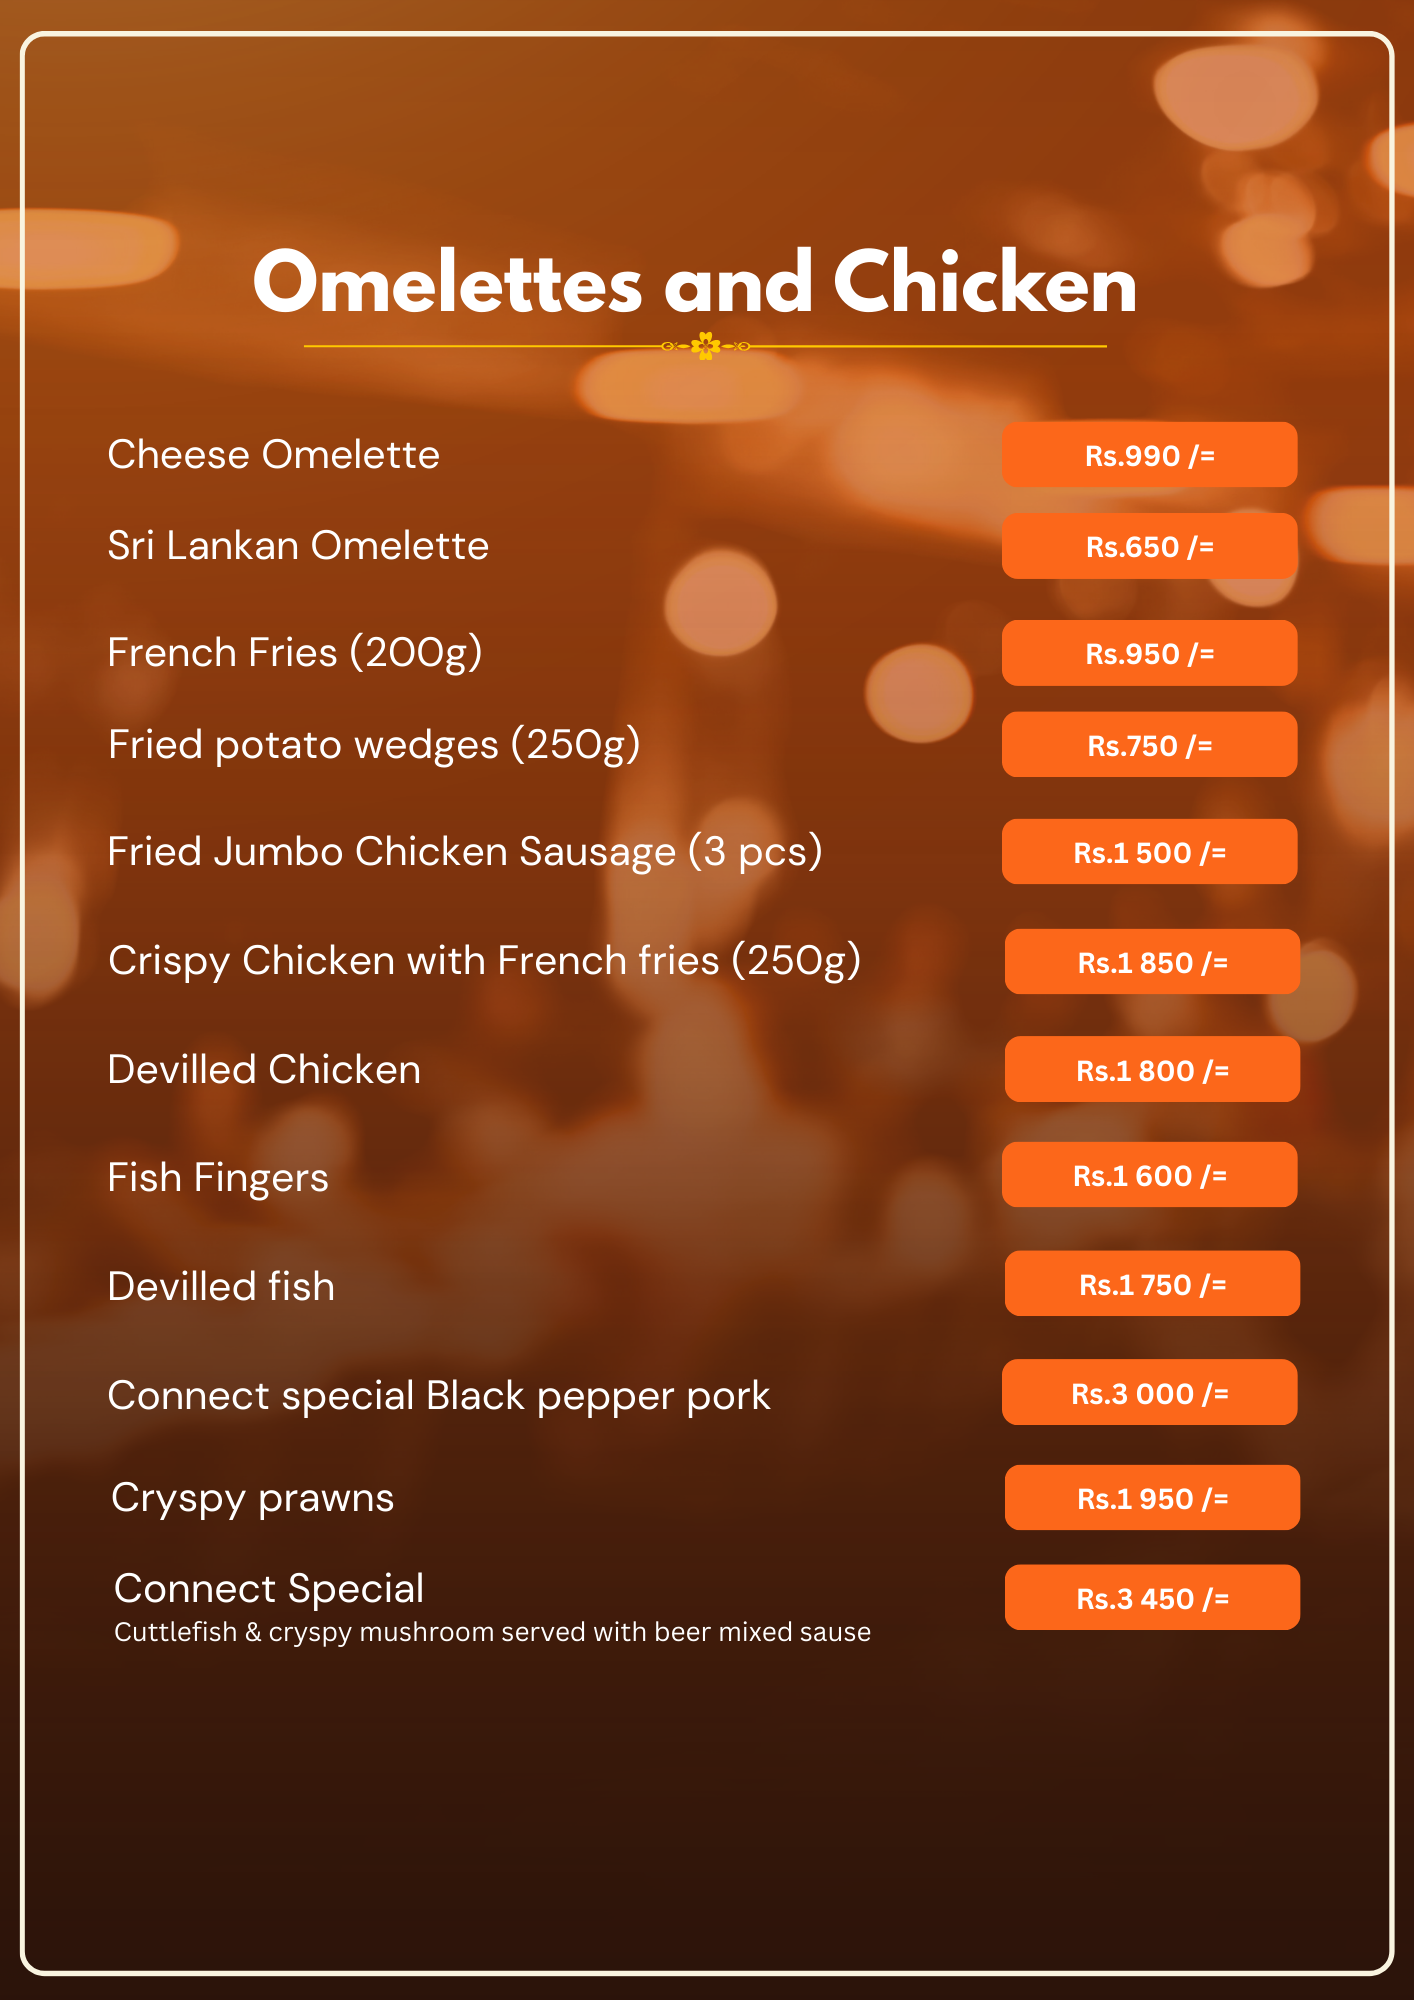 Omelettes and Chicken
Cheese Omelette Rs.990 /=
Sri Lankan Omelette Rs.650 /=
French Fries (200g) Rs.950 /=
Fried potato wedges (250g) Rs.750 /=
Fried Jumbo Chicken Sausage (3 pcs) Rs.1 500 /=
Crispy Chicken with French fries (250g) Rs.1 850 /=
Devilled Chicken Rs.1 800 /=
Fish Fingers Rs.1 600 /=
Devilled fish Rs.1 750 /=
Connect special Black pepper pork Rs.3 000 /=
Cryspy prawns Rs.1 950 /=
Connect Special Rs.3 450 /=
Cuttlefish & cryspy mushroom served with beer mixed sause